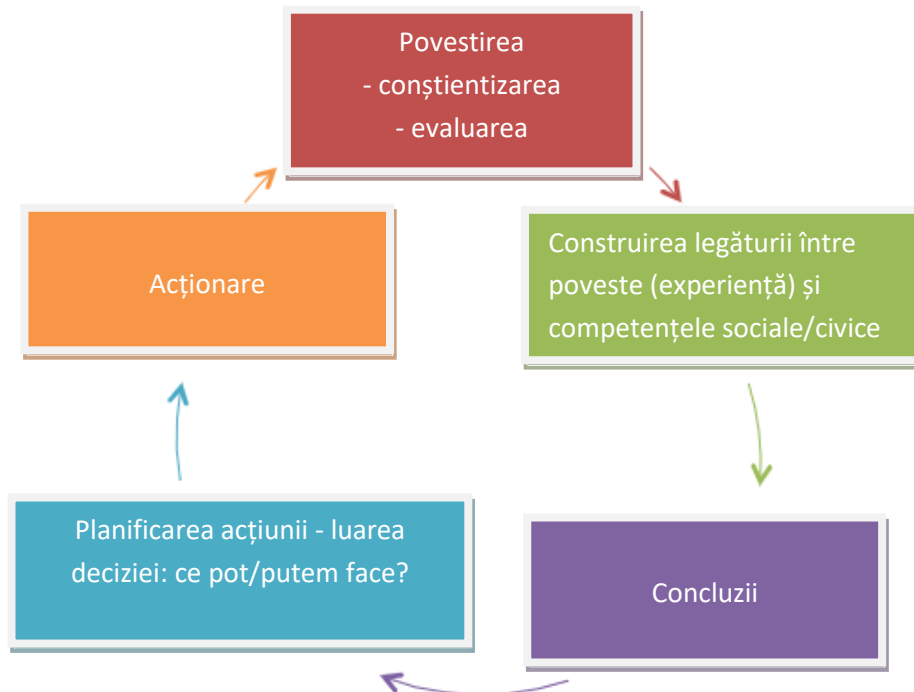 Povestirea
- conștientizarea
- evaluarea
Construirea legăturii între
poveste (experiență) și
competențele sociale/civice
Concluzii
Planificarea acțiunii - luarea
deciziei: ce pot/putem face?
Acționare